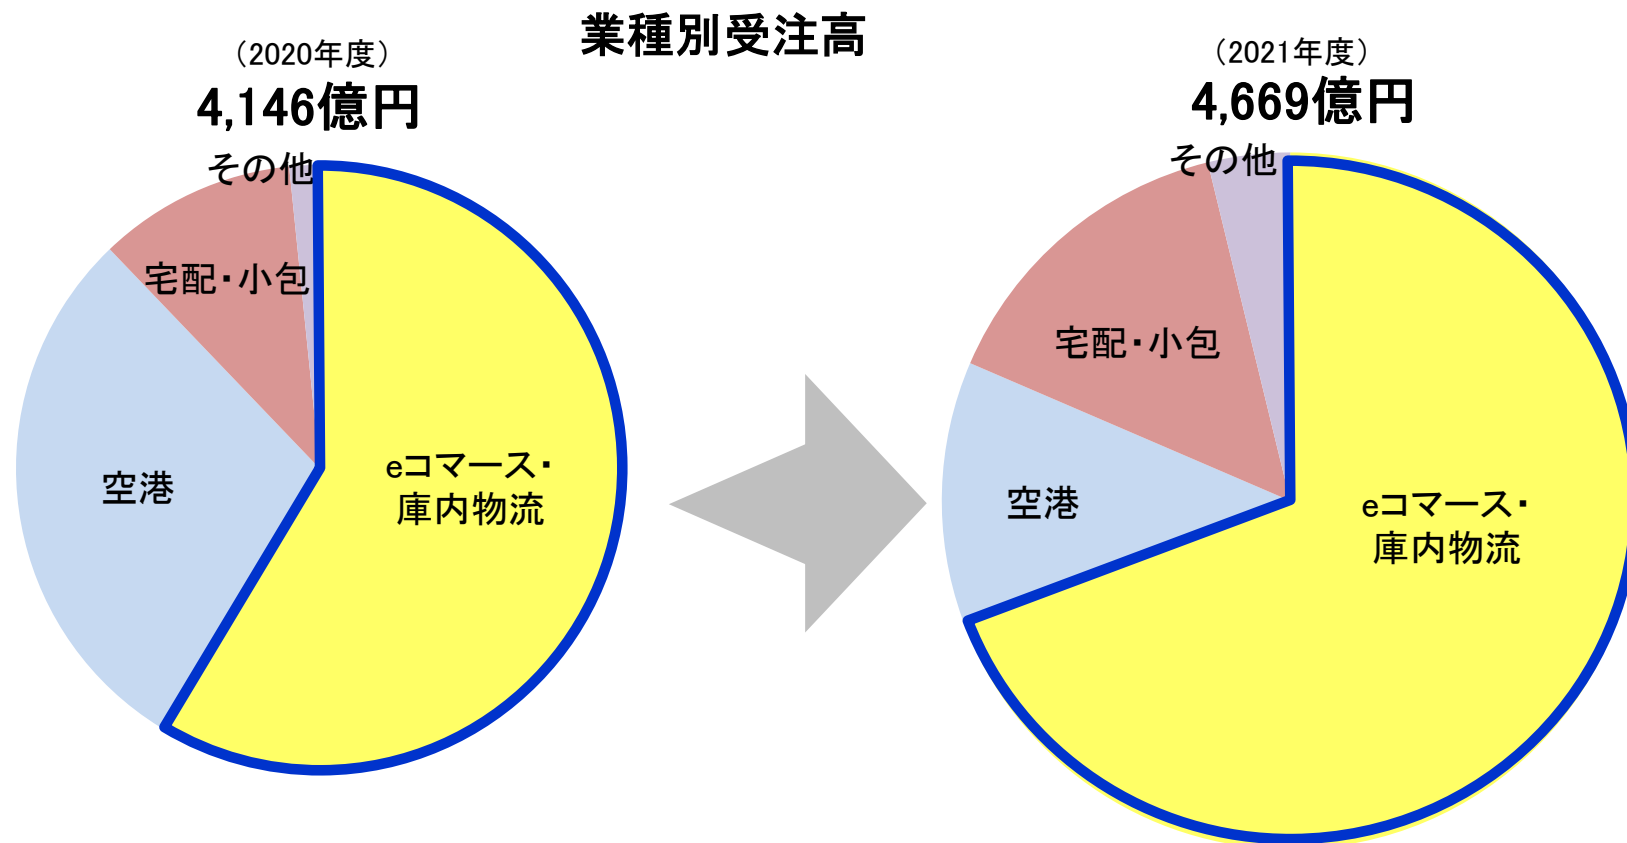 業種別受注高
（2020年度）
4,146億円
その他
宅配・小包
空港
eコマース・
庫内物流
（2021年度）
4,669億円
その他
宅配・小包
空港
eコマース・
庫内物流